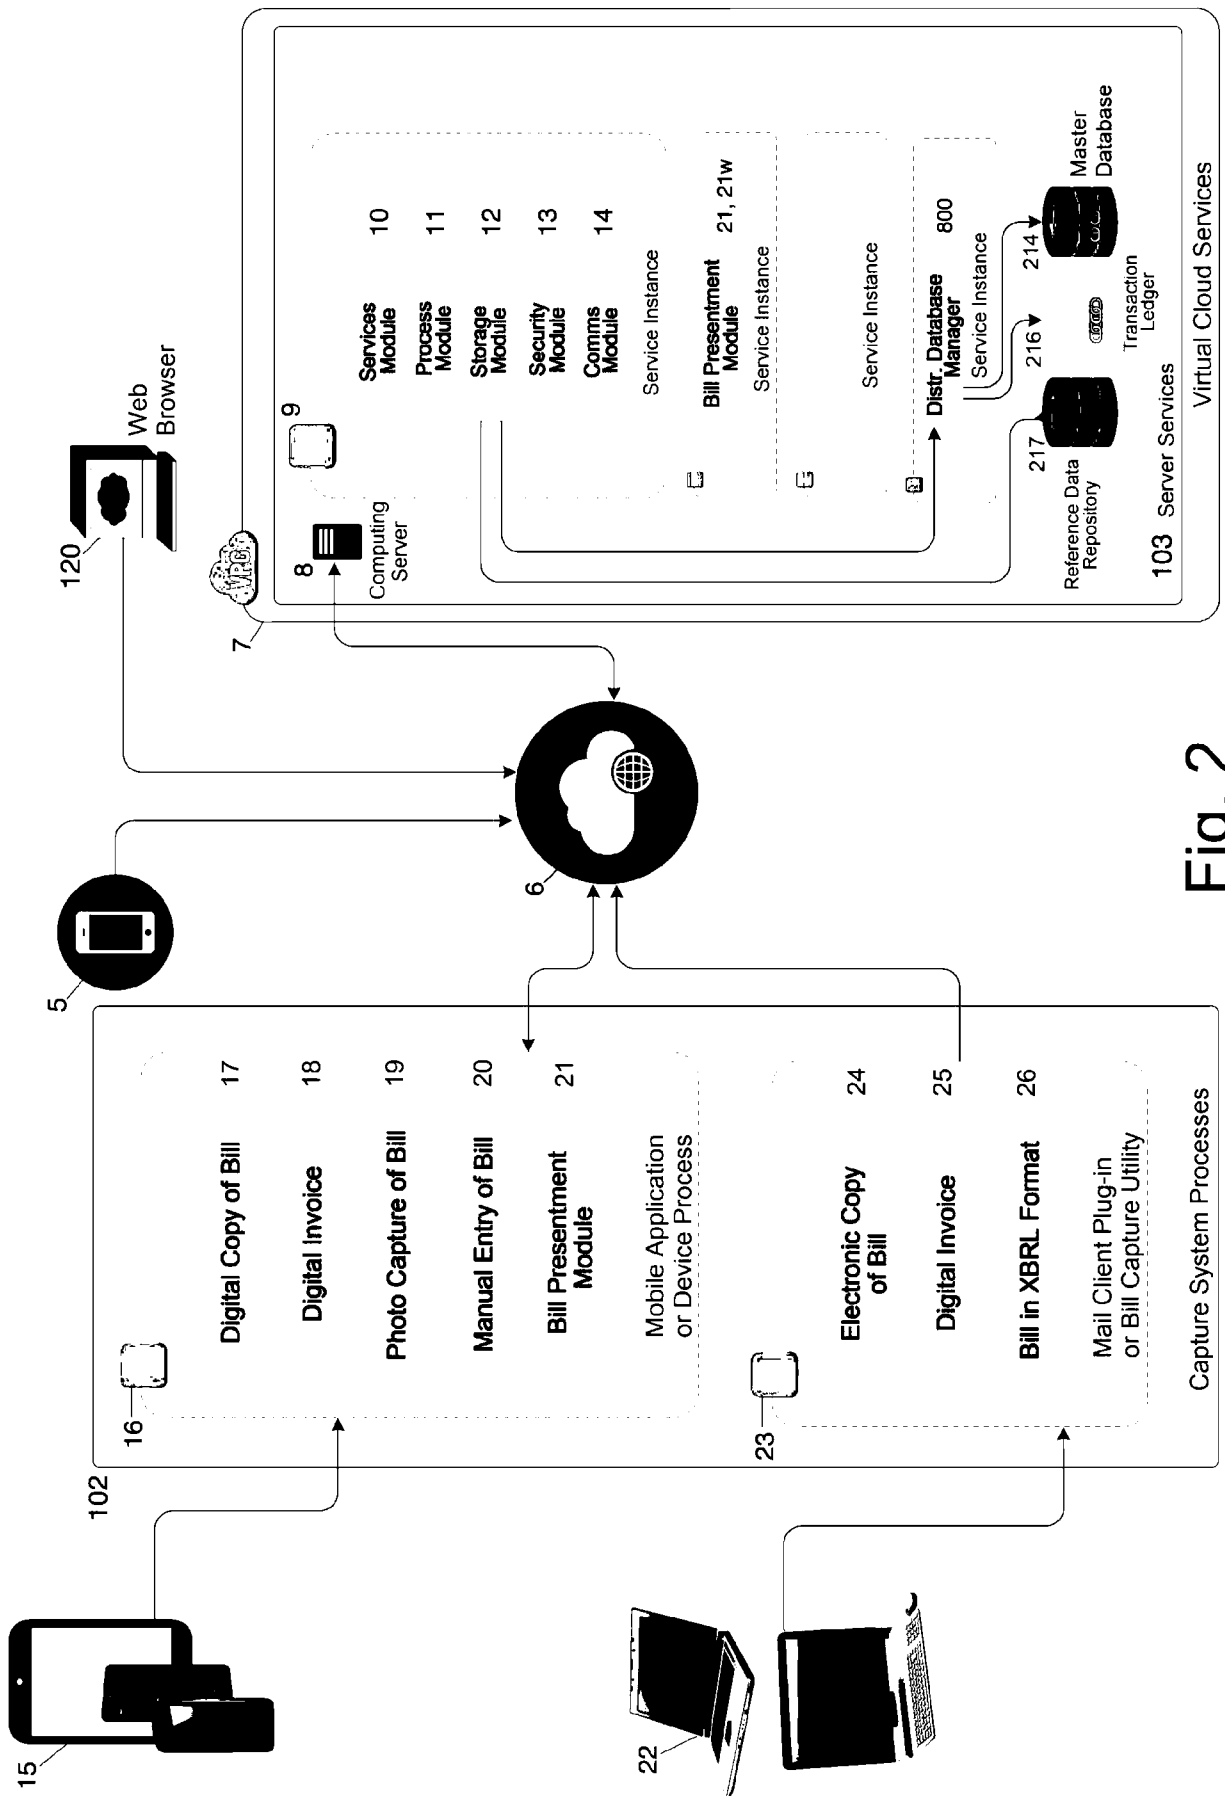 15
102
16
Digital Copy of Bill 17
Digital Invoice 18
Photo Capture of Bill 19
Manual Entry of Bill 20
Bill Presentment
Module
21
Mobile Application
or Device Process
22
23
Electronic Copy
of Bill
24
Digital Invoice 25
Bill in XBRL Format 26
Mail Client Plug-in
or Bill Capture Utility
Capture System Processes
5
6
120
Web
Browser
7
8
Computing
Server
9
Services
Module
10
Process
Module
11
Storage
Module
12
Security
Module
13
Comms
Module
14
Service Instance
Bill Presentment
Module
21, 21w
Service Instance
Service Instance
Distr. Database
Manager
800
Service Instance
217
216
214
Reference Data
Repository
Transaction
Ledger
Master
Database
103 Server Services
Virtual Cloud Services
Fig. 2